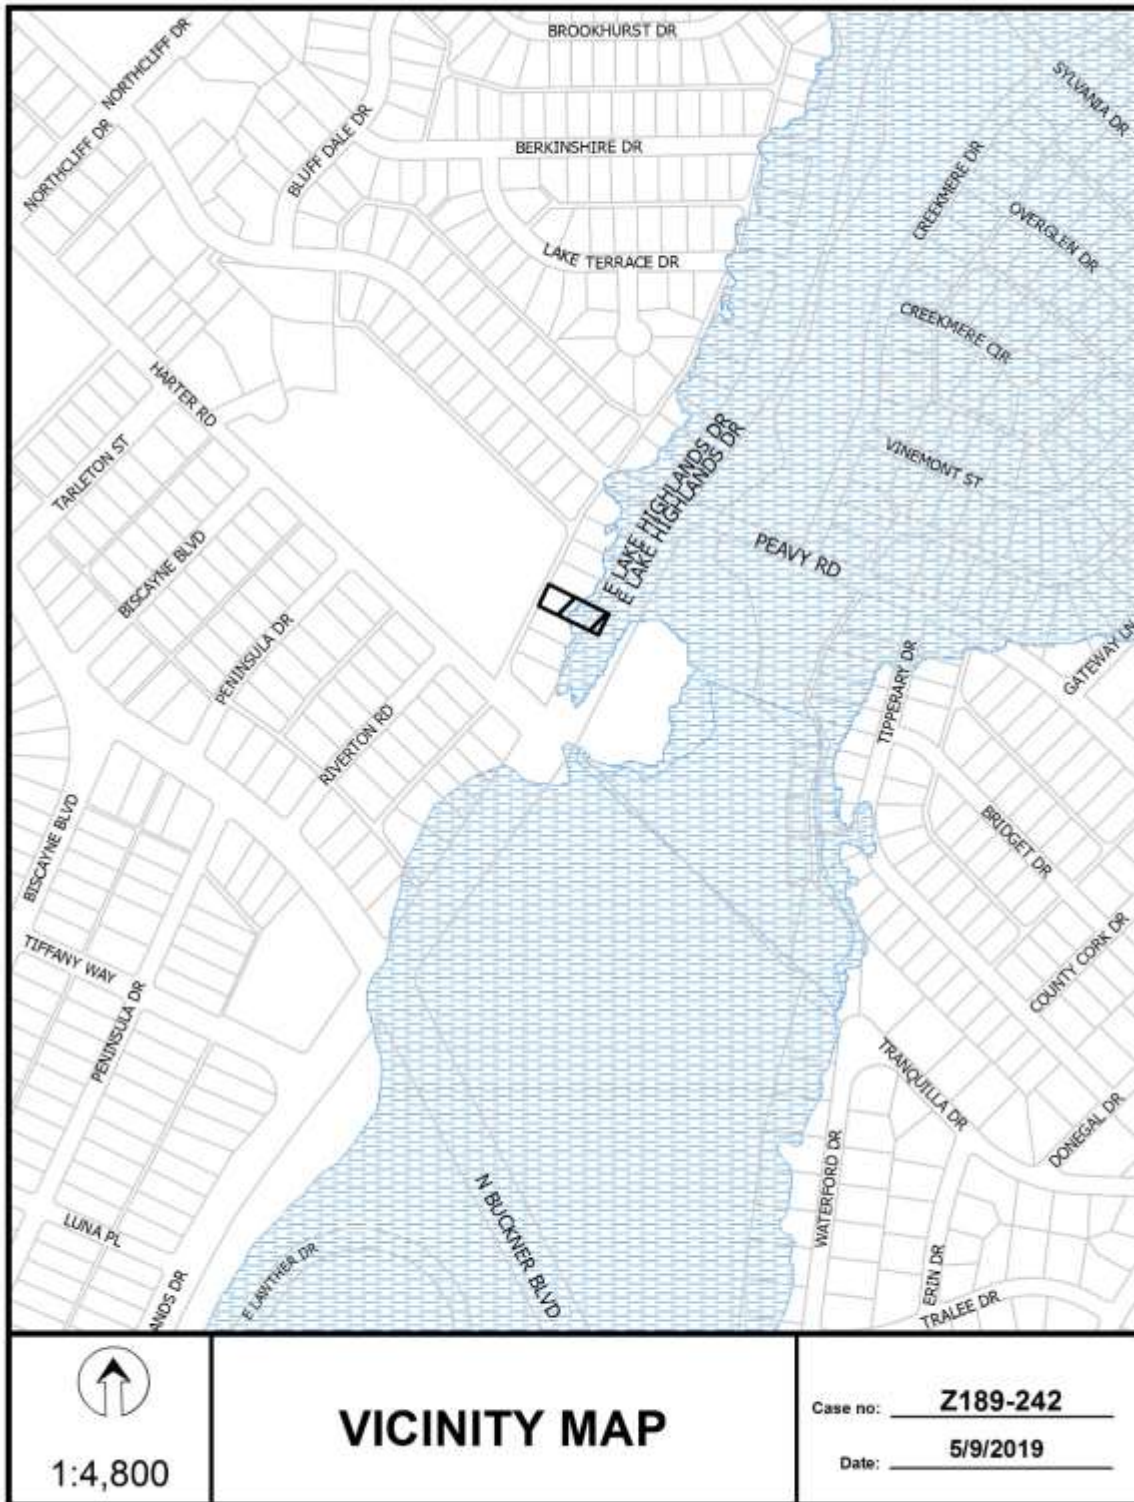 BROOKHURST DR
NORTHCLIFF DR
SYLVANIA DR
NORTHCLIFF DR
BLUFF DALE DR
BERKINSHIRE DR
CREEKMERE DR
OVERGLEN DR
LAKE TERRACE DR
CREEKMERE CIR
HARTER RD
TARLETON ST
E LAKE HIGHLANDS DR
E LAKE HIGHLANDS DR
VINEMONT ST
PEAVY RD
BISCAYNE BLVD
PENINSULA DR
GATEWAY LN
TIPPERARY DR
RIVERTON RD
BISCAYNE BLVD
BRIDGET DR
TIFFANY WAY
COUNTY CORK DR
PENINSULA DR
TRANQUILLA DR
DONEGAL DR
WATERFORD DR
LUNA PL
N BUCKNER BLVD
E LAWTHER DR
ANDS DR
ERIN DR
TRALEE DR
1:4,800
VICINITY MAP
Case no: Z189-242
Date: 5/9/2019